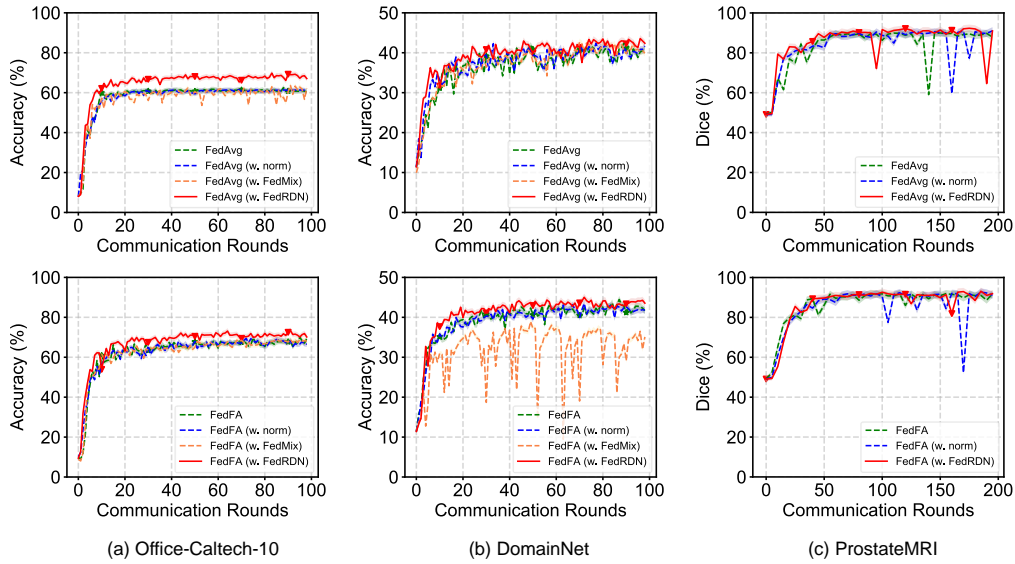 100
80
60
40
20
0
Accuracy (%)
0 20 40 60 80 100
Communication Rounds
FedAvg
FedAvg (w. norm)
FedAvg (w. FedMix)
FedAvg (w. FedRDN)
50
40
30
20
10
0
Accuracy (%)
0 20 40 60 80 100
Communication Rounds
FedAvg
FedAvg (w. norm)
FedAvg (w. FedMix)
FedAvg (w. FedRDN)
100
80
60
40
20
0
Dice (%)
0 50 100 150 200
Communication Rounds
FedAvg
FedAvg (w. norm)
FedAvg (w. FedRDN)
100
80
60
40
20
0
Accuracy (%)
0 20 40 60 80 100
Communication Rounds
FedFA
FedFA (w. norm)
FedFA (w. FedMix)
FedFA (w. FedRDN)
50
40
30
20
10
0
Accuracy (%)
0 20 40 60 80 100
Communication Rounds
FedFA
FedFA (w. norm)
FedFA (w. FedMix)
FedFA (w. FedRDN)
100
80
60
40
20
0
Dice (%)
0 50 100 150 200
Communication Rounds
FedFA
FedFA (w. norm)
FedFA (w. FedRDN)
(a) Office-Caltech-10
(b) DomainNet
(c) ProstateMRI